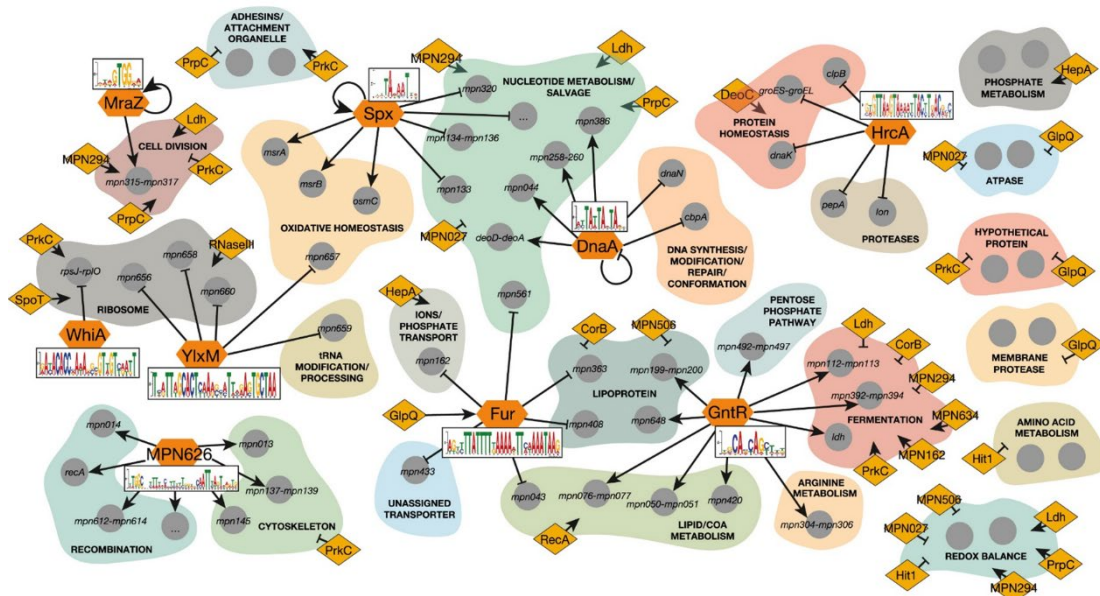 ADHESINS/
ATTACHMENT
ORGANELLE
PrpC
PrkC
MraZ
CELL DIVISION
Ldh
MPN294
PrkC
mpn315-mpn317
PrpC
Spx
msrA
msrB
osmC
OXIDATIVE HOMEOSTASIS
mpn657
MPN294
Ldh
NUCLEOTIDE METABOLISM/
SALVAGE
PrpC
mpn320
...
mpn134-mpn136
mpn386
mpn258-260
mpn133
mpn044
MPN027
deoD-deoA
mpn561
DnaA
dnaN
cbpA
DNA SYNTHESIS/
MODIFICATION/
REPAIR/
CONFORMATION
DeoC
groES-groEL
clpB
PROTEIN
HOMEOSTASIS
dnaK
HrcA
pepA
lon
PROTEASES
HepA
PHOSPHATE
METABOLISM
GlpQ
MPN027
ATPASE
HYPOTHETICAL
PROTEIN
PrkC
GlpQ
MEMBRANE
PROTEASE
GlpQ
AMINO ACID
METABOLISM
Hit1
MPN506
MPN027
Ldh
REDOX BALANCE
Hit1
PrpC
MPN294
PrkC
RNaseIII
rpsJ-rplO
mpn656
mpn658
mpn660
SpoT
RIBOSOME
WhiA
YlxM
mpn659
tRNA
MODIFICATION/
PROCESSING
HepA
IONS/
PHOSPHATE
TRANSPORT
mpn162
CorB
MPN506
mpn363
mpn199-mpn200
LIPOPROTEIN
mpn408
mpn648
GlpQ
Fur
GntR
PENTOSE
PHOSPHATE
PATHWAY
mpn492-mpn497
Ldh
CorB
mpn112-mpn113
MPN294
mpn392-mpn394
FERMENTATION
MPN634
ldh
PrkC
MPN162
mpn433
UNASSIGNED
TRANSPORTER
mpn043
mpn076-mpn077
mpn050-mpn051
mpn420
RecA
LIPID/COA
METABOLISM
ARGININE
METABOLISM
mpn304-mpn306
mpn014
mpn013
MPN626
recA
mpn137-mpn139
mpn612-mpn614
...
mpn145
CYTOSKELETON
RECOMBINATION
PrkC